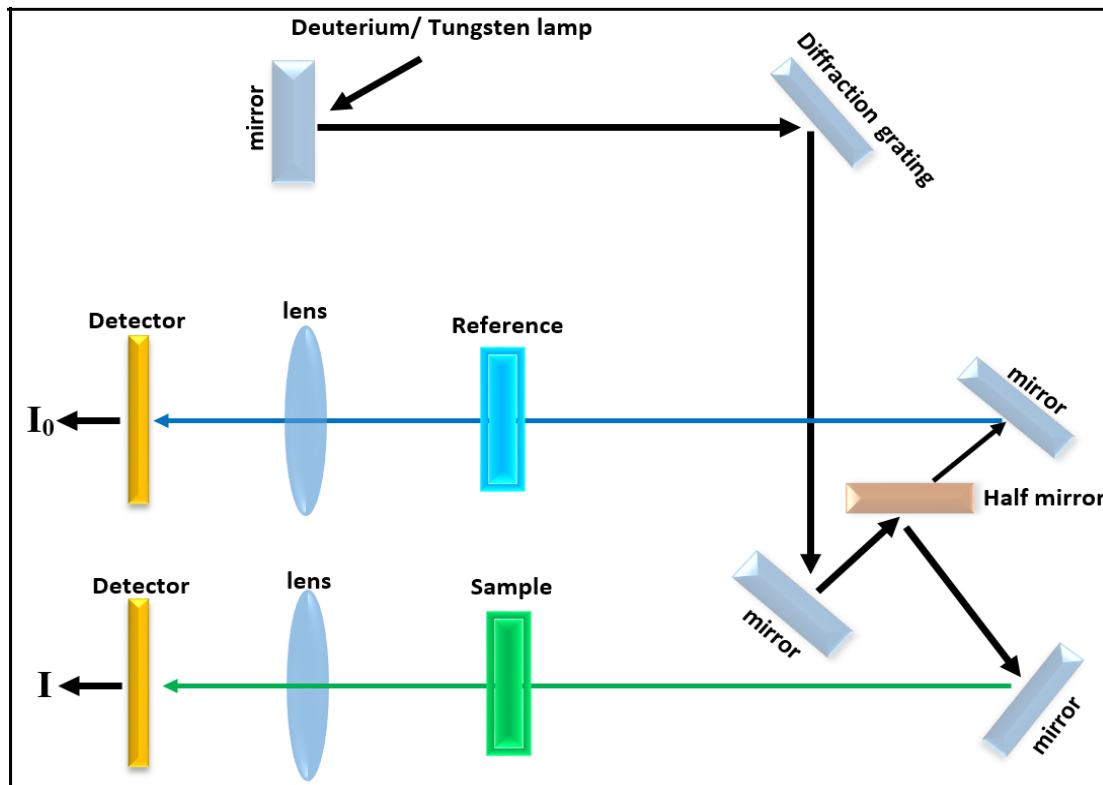 Deuterium/ Tungsten lamp
mirror
Diffraction grating
Detector
lens
Reference
mirror
I₀
Half mirror
Detector
lens
Sample
mirror
I
mirror